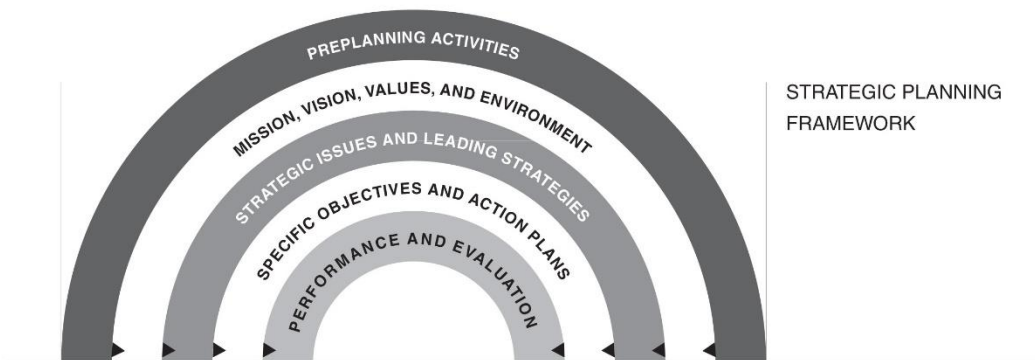 PREPLANNING ACTIVITIES
MISSION, VISION, VALUES, AND ENVIRONMENT
STRATEGIC ISSUES AND LEADING STRATEGIES
SPECIFIC OBJECTIVES AND ACTION PLANS
PERFORMANCE AND EVALUATION
STRATEGIC PLANNING
FRAMEWORK